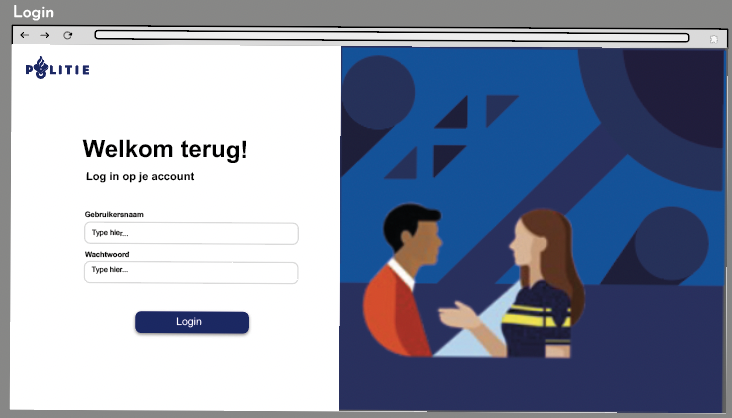 Login
POLITIE
Welkom terug!
Log in op je account
Gebruikersnaam
Type hier...
Wachtwoord
Type hier...
Login